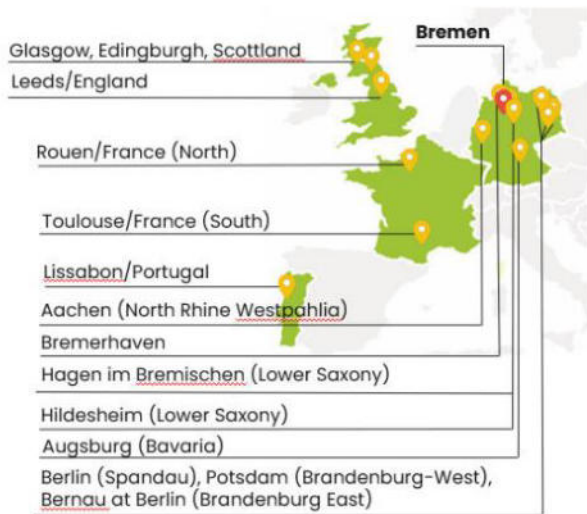 Bremen
Glasgow, Edingburgh, Scottland
Leeds/England
Rouen/France (North)
Toulouse/France (South)
Lissabon/Portugal
Aachen (North Rhine Westpahlia)
Bremerhaven
Hagen im Bremischen (Lower Saxony)
Hildesheim (Lower Saxony)
Augsburg (Bavaria)
Berlin (Spandau), Potsdam (Brandenburg-West),
Bernau at Berlin (Brandenburg East)